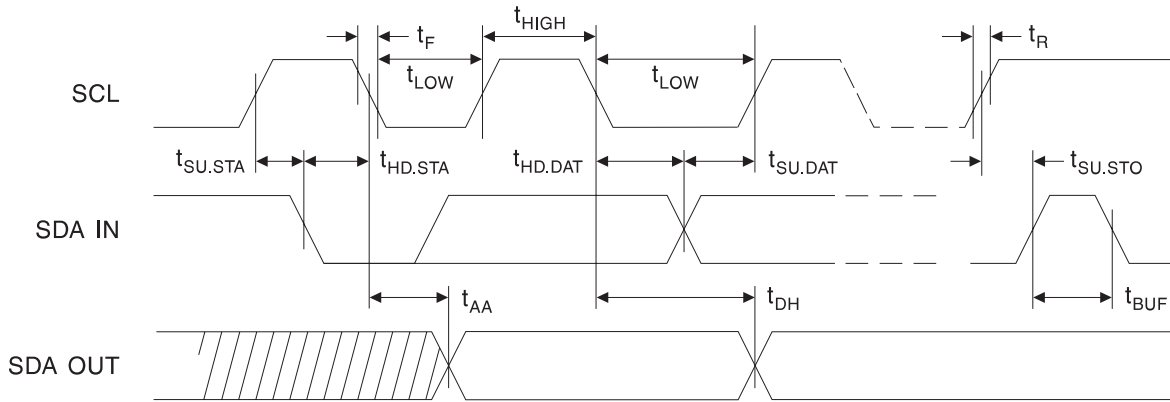 tHIGH
tF
tR
tLOW
tLOW
SCL
tSU.STA
tHD.STA
tHD.DAT
tSU.DAT
tSU.STO
SDA IN
tAA
tDH
tBUF
SDA OUT